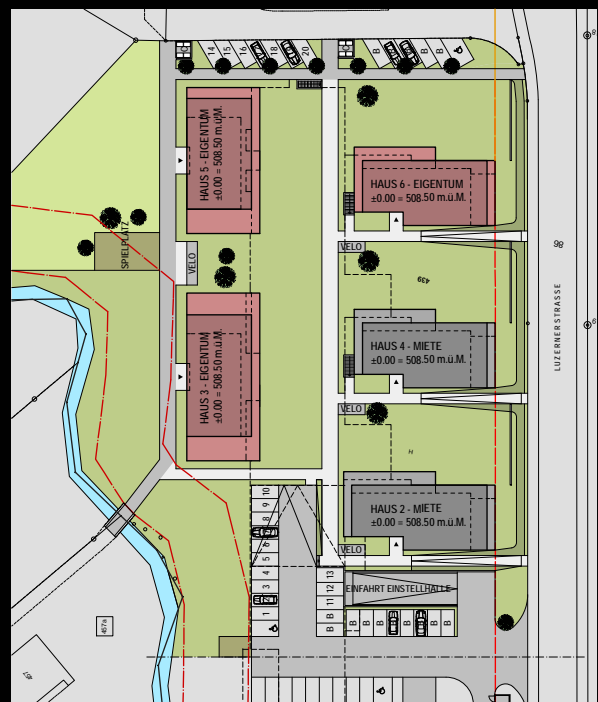 14
15
16
18
20
B
B
B
B
HAUS 5 - EIGENTUM
±0.00 = 508.50 m.ü.M.
HAUS 6 - EIGENTUM
±0.00 = 508.50 m.ü.M.
SPIELPLATZ
VELO
VELO
439
86
LUZERNERSTRASSE
HAUS 3 - EIGENTUM
±0.00 = 508.50 m.ü.M.
HAUS 4 - MIETE
±0.00 = 508.50 m.ü.M.
VELO
H
HAUS 2 - MIETE
±0.00 = 508.50 m.ü.M.
VELO
10
9
8
6
5
4
3
2
1
13
12
11
B
B
EINFAHRT EINSTELLHALLE
B
B
B
B
B
B
457a
457